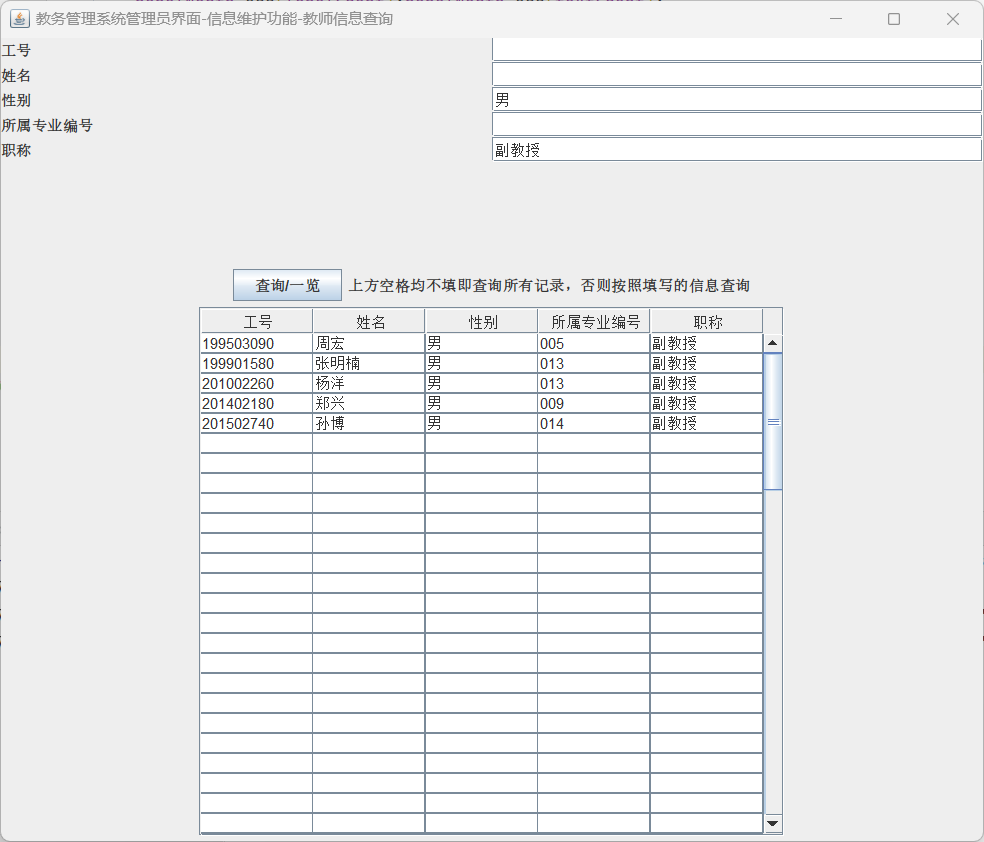 教务管理系统管理员界面-信息维护功能-教师信息查询
工号
姓名
性别 男
所属专业编号
职称 副教授
查询/一览 上方空格均不填即查询所有记录，否则按照填写的信息查询
工号 姓名 性别 所属专业编号 职称
199503090 周宏 男 005 副教授
199901580 张明楠 男 013 副教授
201002260 杨洋 男 013 副教授
201402180 郑兴 男 009 副教授
201502740 孙博 男 014 副教授